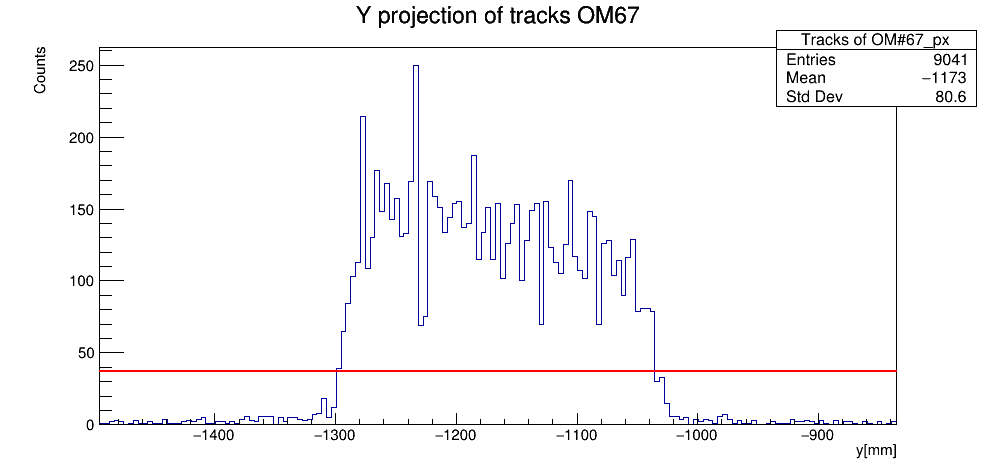 Y projection of tracks OM67
Tracks of OM#67_px
Entries 9041
Mean −1173
Std Dev 80.6
Counts
250
200
150
100
50
0
−1400 −1300 −1200 −1100 −1000 −900
y[mm]